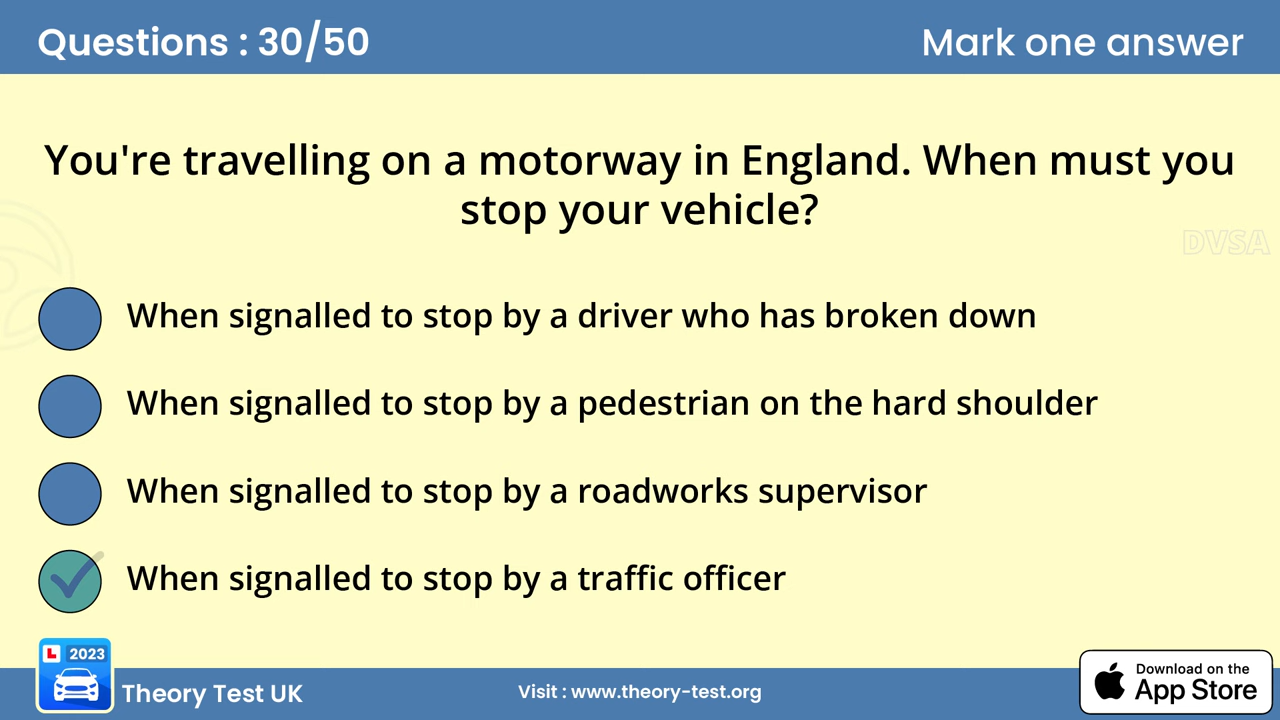 Questions : 30/50
Mark one answer
You're travelling on a motorway in England. When must you
stop your vehicle?
DVSA
When signalled to stop by a driver who has broken down
When signalled to stop by a pedestrian on the hard shoulder
When signalled to stop by a roadworks supervisor
When signalled to stop by a traffic officer
L 2023
Theory Test UK
Visit : www.theory-test.org
Download on the
App Store